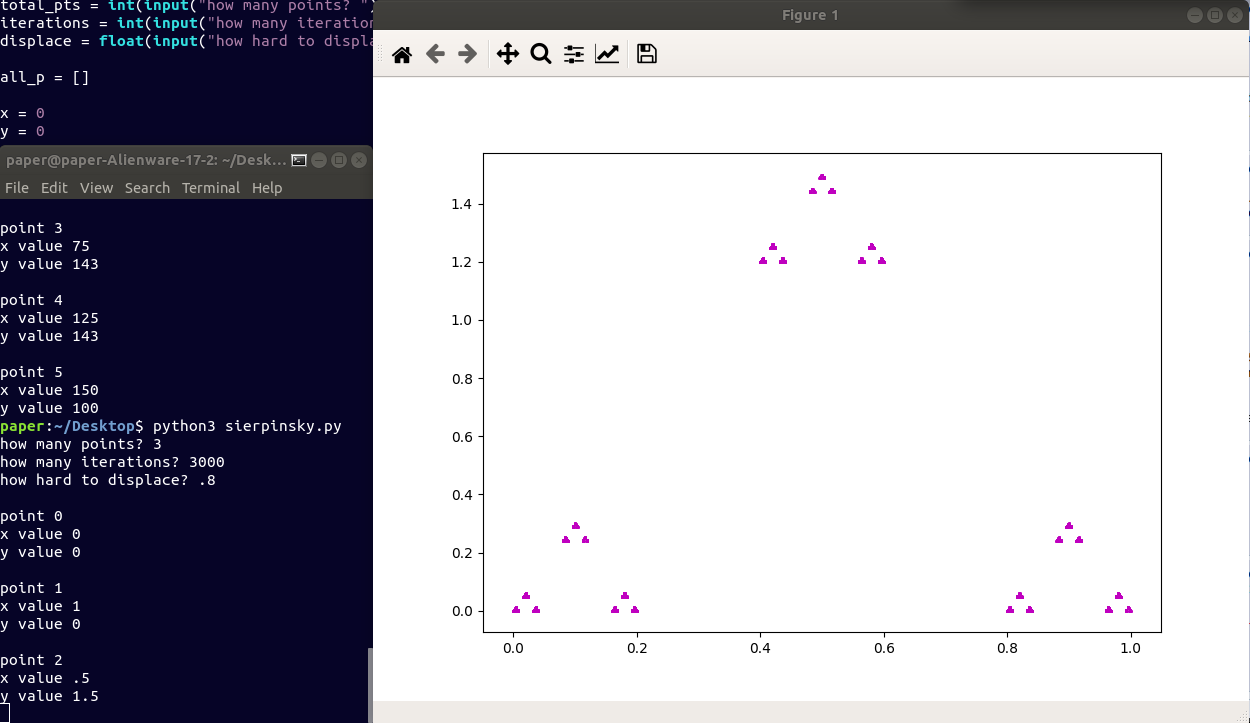 total_pts = int(input("how many points? ")
iterations = int(input("how many iteration
displace = float(input("how hard to displa
all_p = []
x = 0
y = 0
paper@paper-Alienware-17-2: ~/Desk...
File Edit View Search Terminal Help
point 3
x value 75
y value 143
point 4
x value 125
y value 143
point 5
x value 150
y value 100
paper:~/Desktop$ python3 sierpinsky.py
how many points? 3
how many iterations? 3000
how hard to displace? .8
point 0
x value 0
y value 0
point 1
x value 1
y value 0
point 2
x value .5
y value 1.5
Figure 1
1.4
1.2
1.0
0.8
0.6
0.4
0.2
0.0
0.0 0.2 0.4 0.6 0.8 1.0